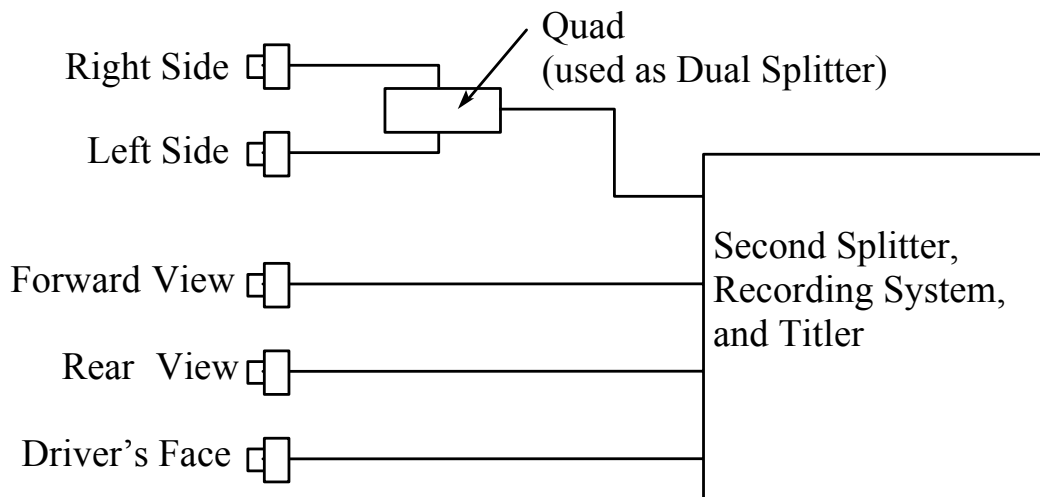 Quad
(used as Dual Splitter)
Right Side
Left Side
Second Splitter,
Recording System,
and Titler
Forward View
Rear View
Driver’s Face